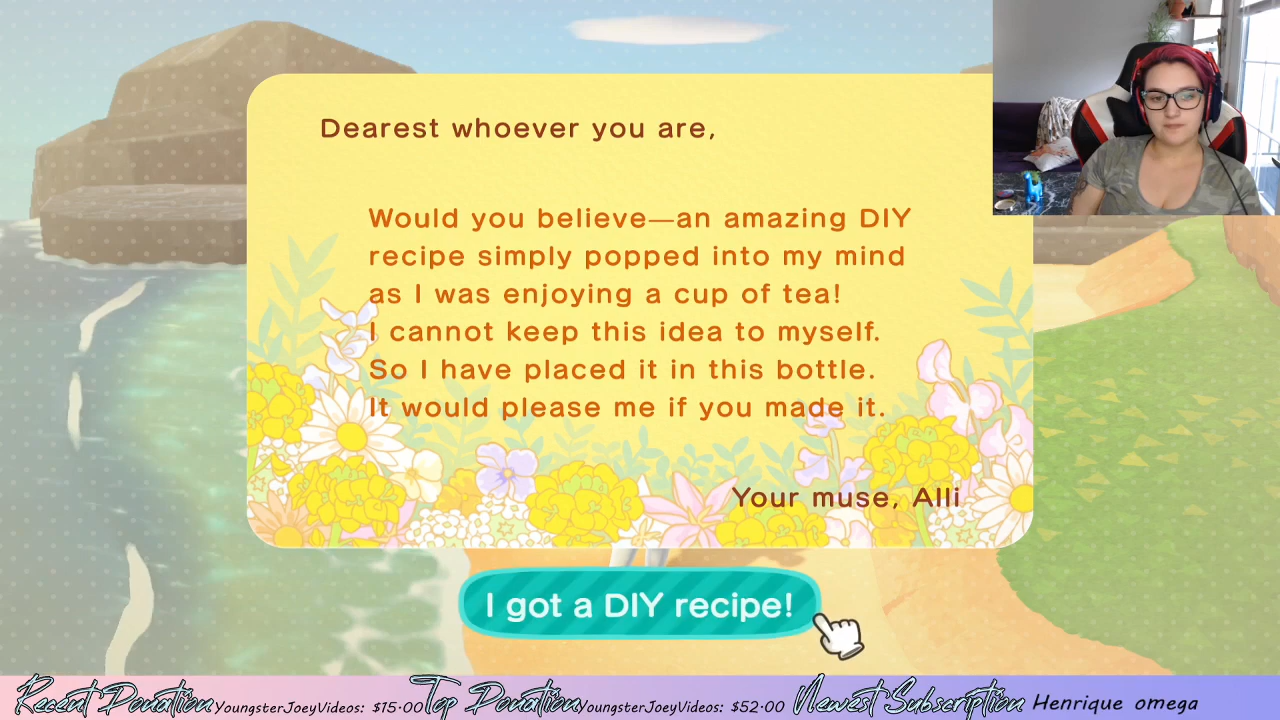 Dearest whoever you are,
Would you believe—an amazing DIY
recipe simply popped into my mind
as I was enjoying a cup of tea!
I cannot keep this idea to myself.
So I have placed it in this bottle.
It would please me if you made it.
Your muse, Alli
I got a DIY recipe!
Recent Donation YoungsterJoeyVideos: $15.00 Top Donation YoungsterJoeyVideos: $52.00 Newest Subscription Henrique omega